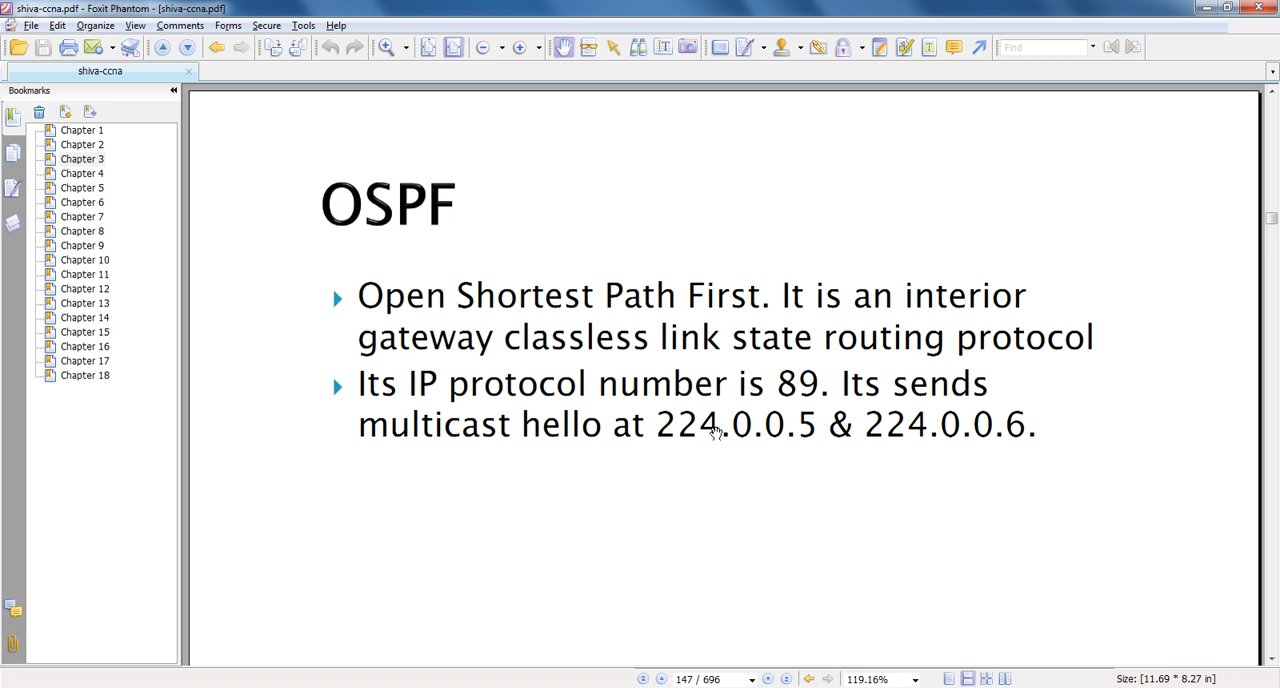 shiva-ccna.pdf - Foxit Phantom - [shiva-ccna.pdf]
File Edit Organize View Comments Forms Secure Tools Help
Find
shiva-ccna
Bookmarks
Chapter 1
Chapter 2
Chapter 3
Chapter 4
Chapter 5
Chapter 6
Chapter 7
Chapter 8
Chapter 9
Chapter 10
Chapter 11
Chapter 12
Chapter 13
Chapter 14
Chapter 15
Chapter 16
Chapter 17
Chapter 18
OSPF
Open Shortest Path First. It is an interior
gateway classless link state routing protocol
Its IP protocol number is 89. Its sends
multicast hello at 224.0.0.5 & 224.0.0.6.
147 / 696 119.16% Size: [11.69 * 8.27 in]